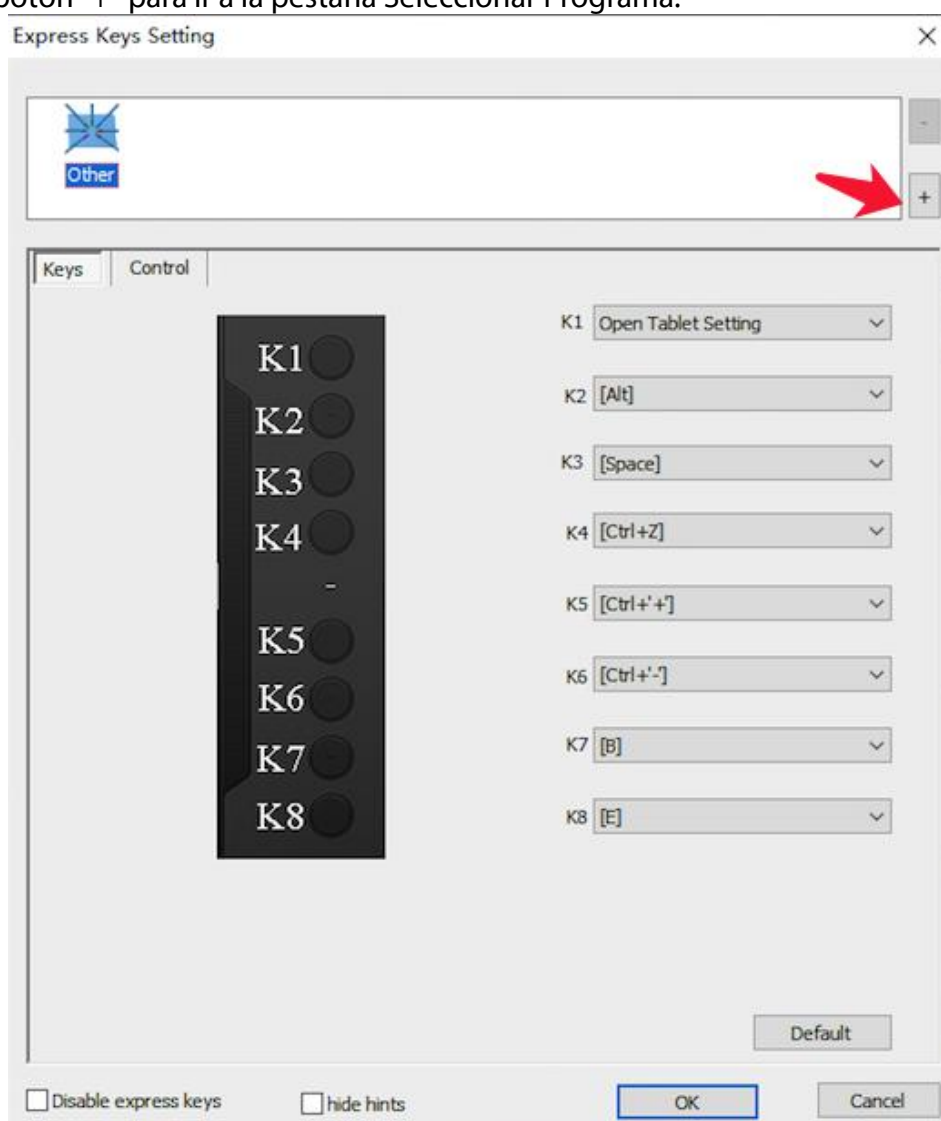 botón "+" para ir a la pestaña Seleccionar Programa.
Express Keys Setting
-
Other
+
Keys Control
K1 Open Tablet Setting
K1
K2 [Alt]
K2
K3 [Space]
K3
K4 [Ctrl+Z]
K4
-
K5 [Ctrl+'+']
K5
K6 [Ctrl+'-']
K6
K7 [B]
K7
K8 [E]
K8
Default
Disable express keys hide hints OK Cancel